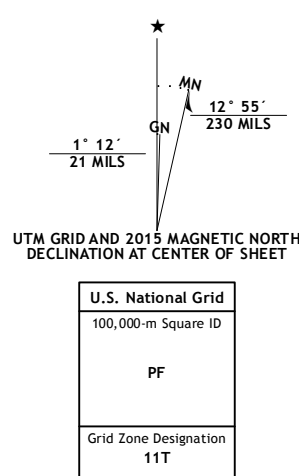 ★
MN
GN
12° 55´
230 MILS
1° 12´
21 MILS
UTM GRID AND 2015 MAGNETIC NORTH
DECLINATION AT CENTER OF SHEET
U.S. National Grid
100,000-m Square ID
PF
Grid Zone Designation
11T